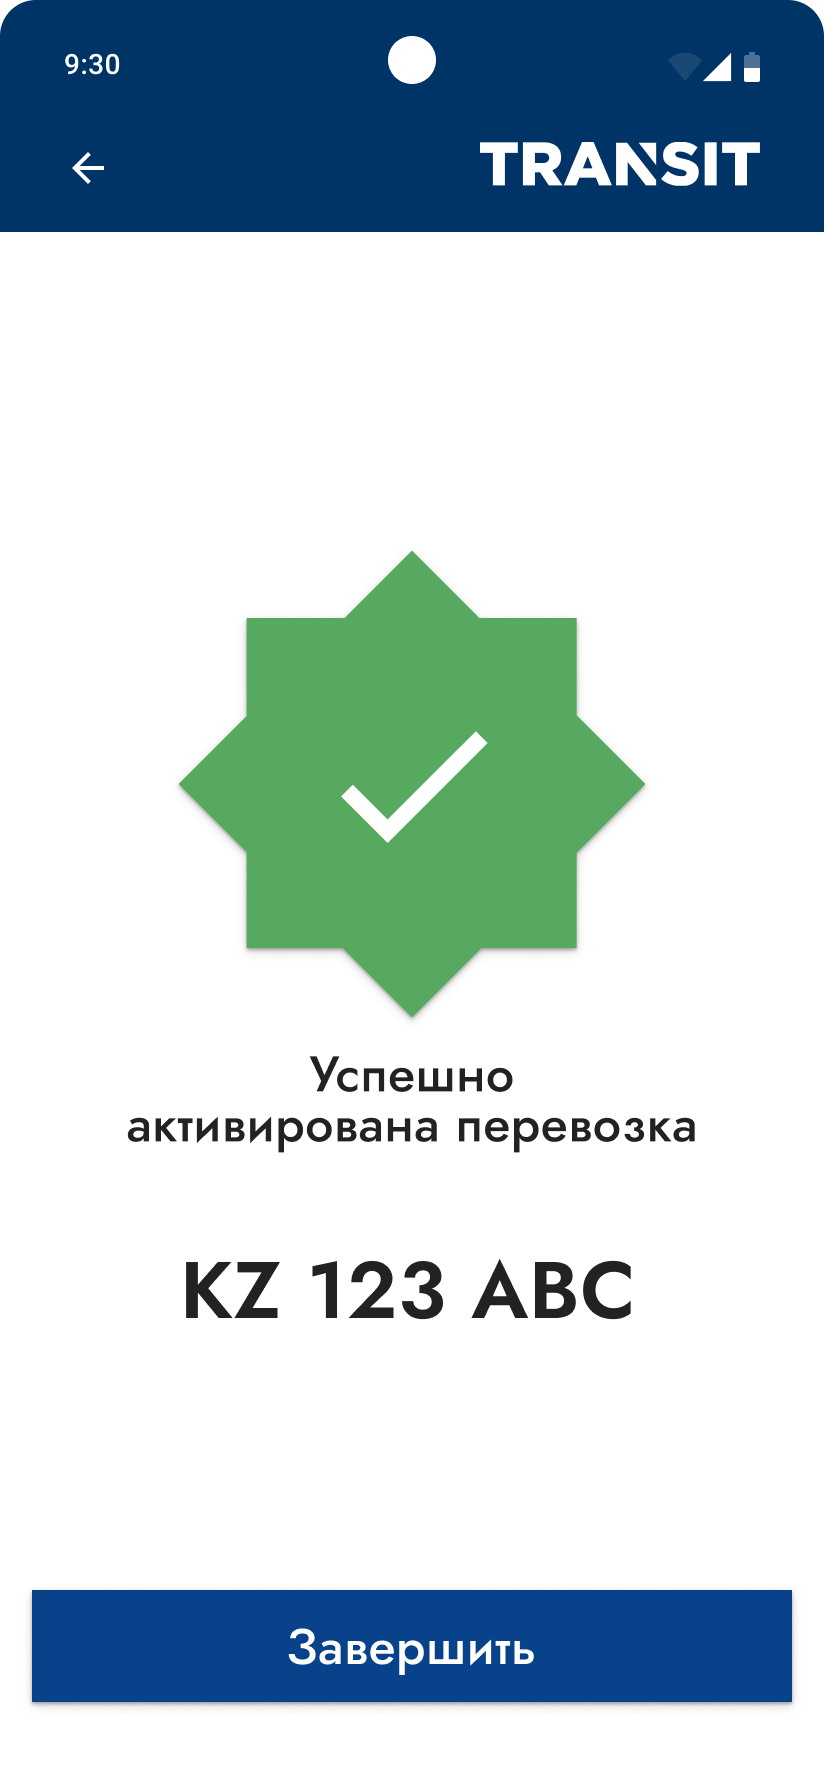 9:30
TRANSIT
Успешно
активирована перевозка
KZ 123 ABC
Завершить